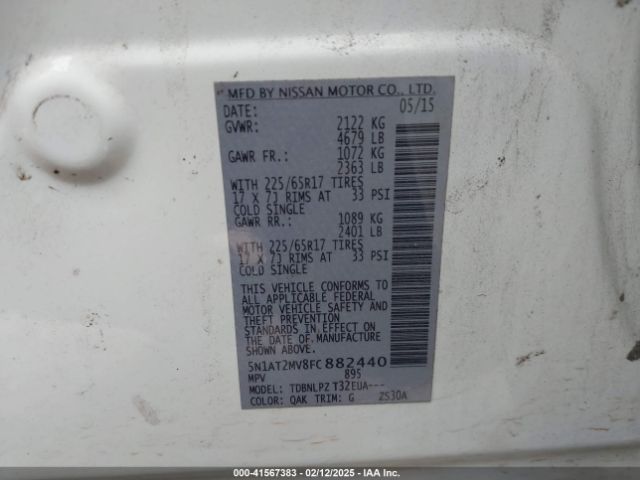 MFD BY NISSAN MOTOR CO., LTD.
DATE: 05/15
GVWR: 2122 KG
4679 LB
GAWR FR.: 1072 KG
2363 LB
WITH 225/65R17 TIRES
17 X 7J RIMS AT 33 PSI
COLD SINGLE
GAWR RR.: 1089 KG
2401 LB
WITH 225/65R17 TIRES
17 X 7J RIMS AT 33 PSI
COLD SINGLE
THIS VEHICLE CONFORMS TO
ALL APPLICABLE FEDERAL
MOTOR VEHICLE SAFETY AND
THEFT PREVENTION
STANDARDS IN EFFECT ON
THE DATE OF MANUFACTURE
SHOWN ABOVE.
5N1AT2MV8FC882440
MPV 895
MODEL: TDBNLPZ T32EUA---
COLOR: QAK TRIM: G ZS30A
000-41567383 - 02/12/2025 - IAA Inc.